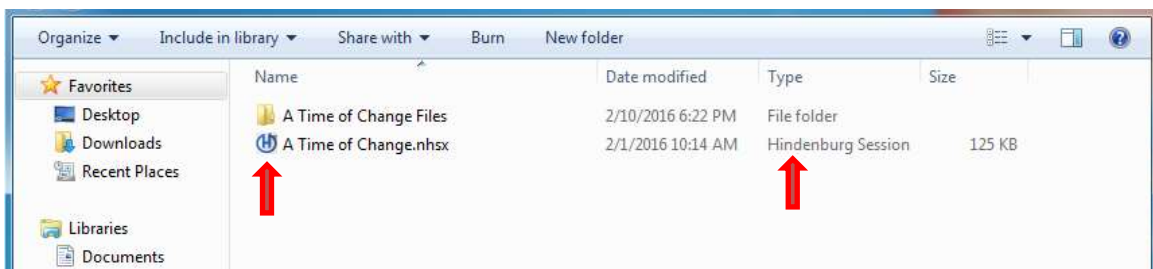 Organize Include in library Share with Burn New folder
Favorites
Desktop
Downloads
Recent Places
Libraries
Documents
Name Date modified Type Size
A Time of Change Files 2/10/2016 6:22 PM File folder
A Time of Change.nhsx 2/1/2016 10:14 AM Hindenburg Session 125 KB